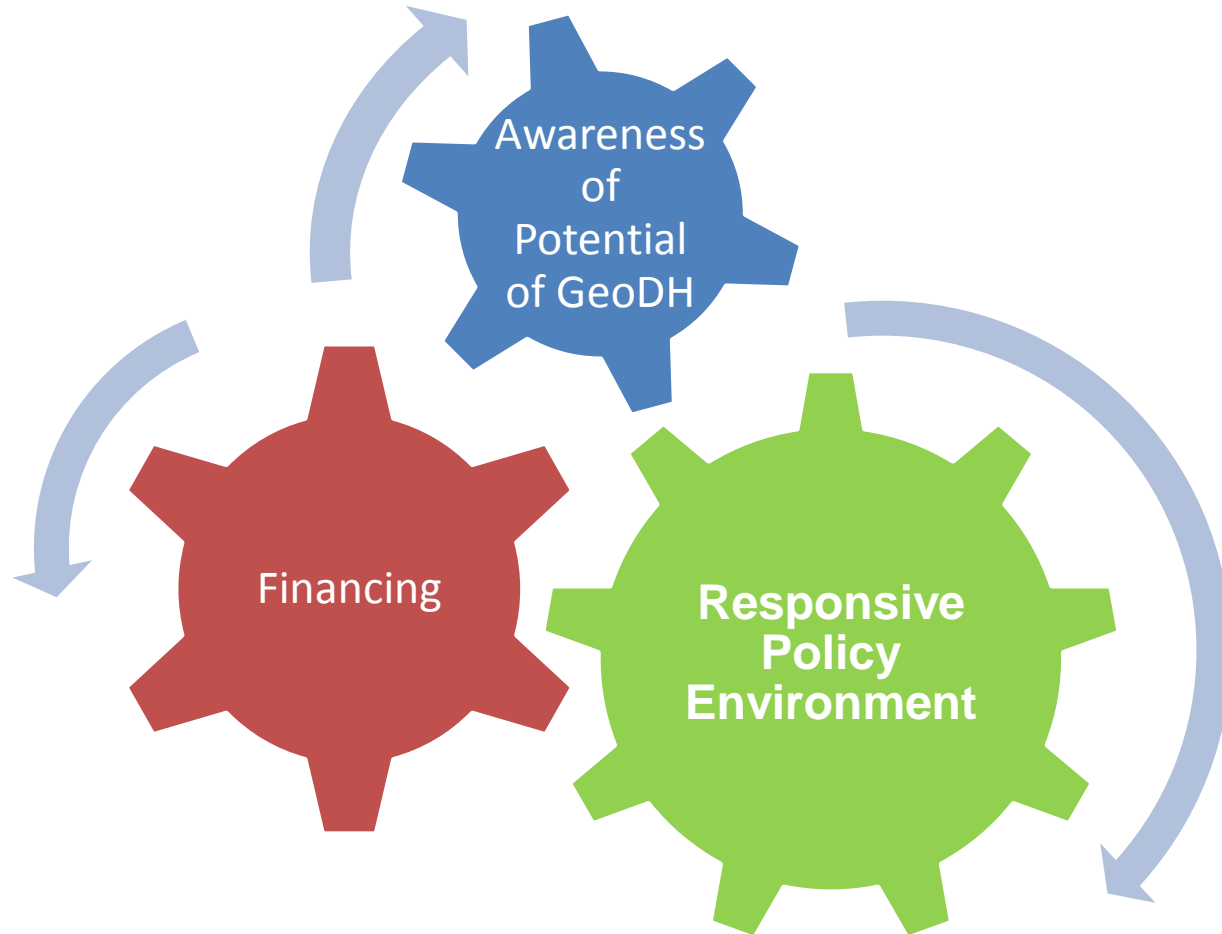 Awareness
of
Potential
of GeoDH
Financing
Responsive
Policy
Environment